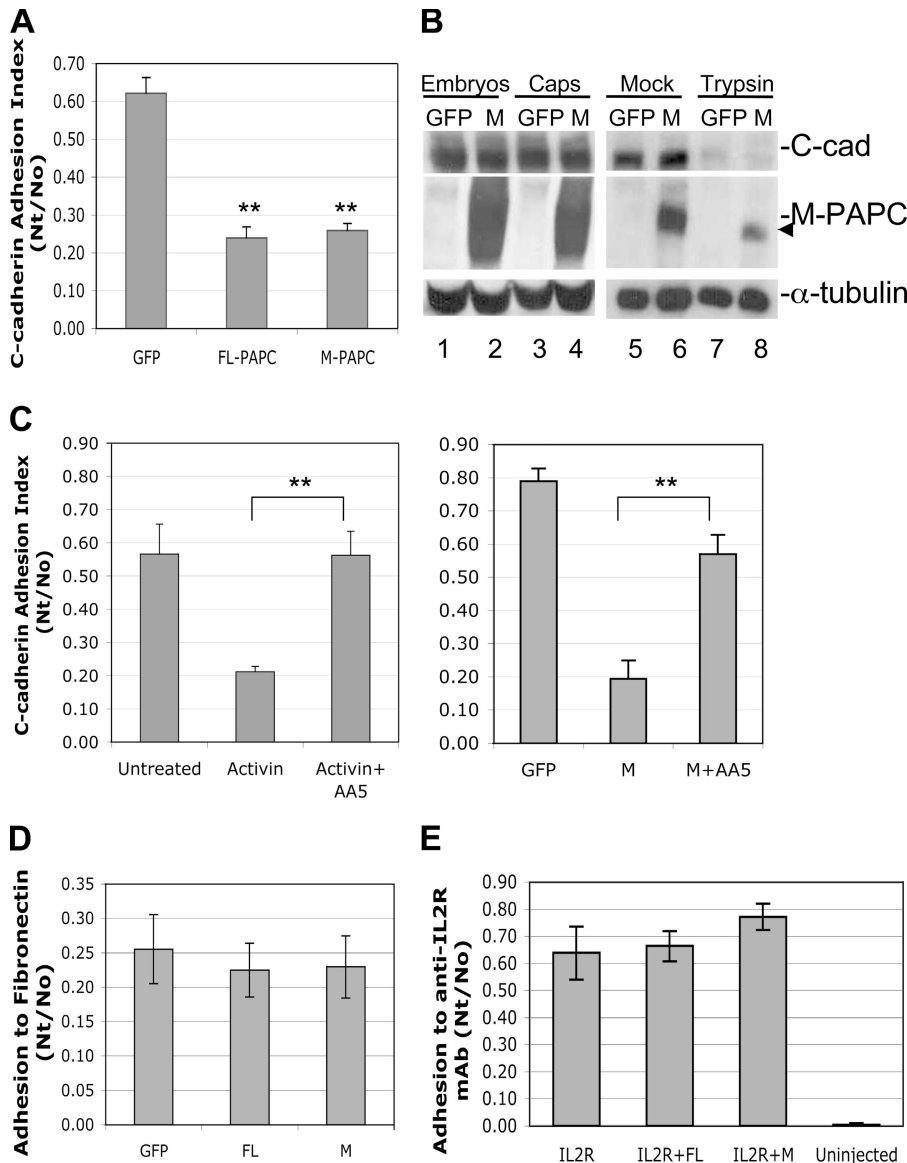 A
C-cadherin Adhesion Index
(Nt/No)
0.70
0.60
0.50
0.40
0.30
0.20
0.10
0.00
**
**
GFP FL-PAPC M-PAPC
B
Embryos Caps Mock Trypsin
GFP M GFP M GFP M GFP M
-C-cad
-M-PAPC
-α-tubulin
1 2 3 4 5 6 7 8
C
C-cadherin Adhesion Index
(Nt/No)
0.90
0.80
0.70
0.60
0.50
0.40
0.30
0.20
0.10
0.00
**
Untreated Activin Activin+
AA5
0.90
0.80
0.70
0.60
0.50
0.40
0.30
0.20
0.10
0.00
**
GFP M M+AA5
D
Adhesion to Fibronectin
(Nt/No)
0.35
0.30
0.25
0.20
0.15
0.10
0.05
0.00
GFP FL M
E
Adhesion to anti-IL2R
mAb (Nt/No)
0.90
0.80
0.70
0.60
0.50
0.40
0.30
0.20
0.10
0.00
IL2R IL2R+FL IL2R+M Uninjected